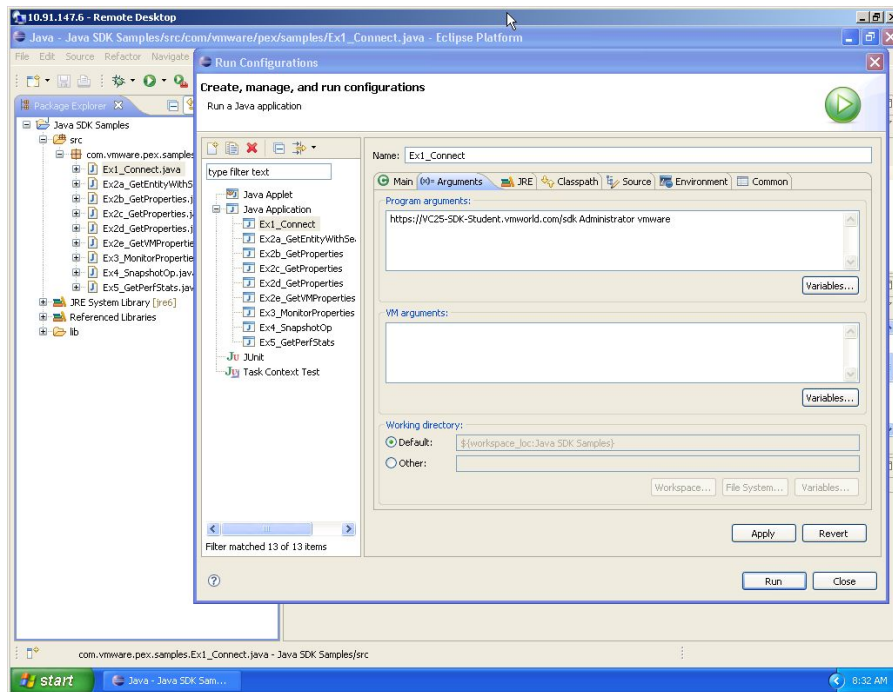 10.91.147.6 - Remote Desktop
Java - Java SDK Samples/src/com/vmware/pex/samples/Ex1_Connect.java - Eclipse Platform
File Edit Source Refactor Navigate
Package Explorer
Java SDK Samples
src
com.vmware.pex.samples
Ex1_Connect.java
Ex2a_GetEntityWithS
Ex2b_GetProperties.j
Ex2c_GetProperties.j
Ex2d_GetProperties.j
Ex2e_GetVMPropertie
Ex3_MonitorPropertie
Ex4_SnapshotOp.java
Ex5_GetPerfStats.jav
JRE System Library [jre6]
Referenced Libraries
lib
Run Configurations
Create, manage, and run configurations
Run a Java application
type filter text
Java Applet
Java Application
Ex1_Connect
Ex2a_GetEntityWithSe
Ex2b_GetProperties
Ex2c_GetProperties
Ex2d_GetProperties
Ex2e_GetVMProperties
Ex3_MonitorProperties
Ex4_SnapshotOp
Ex5_GetPerfStats
JUnit
Task Context Test
Filter matched 13 of 13 items
Name: Ex1_Connect
Main (x)= Arguments JRE Classpath Source Environment Common
Program arguments:
https://VC25-SDK-Student.vmworld.com/sdk Administrator vmware
Variables...
VM arguments:
Variables...
Working directory:
Default: ${workspace_loc:Java SDK Samples}
Other:
Workspace... File System... Variables...
Apply Revert
Run Close
com.vmware.pex.samples.Ex1_Connect.java - Java SDK Samples/src
start Java - Java SDK Sam... 8:32 AM